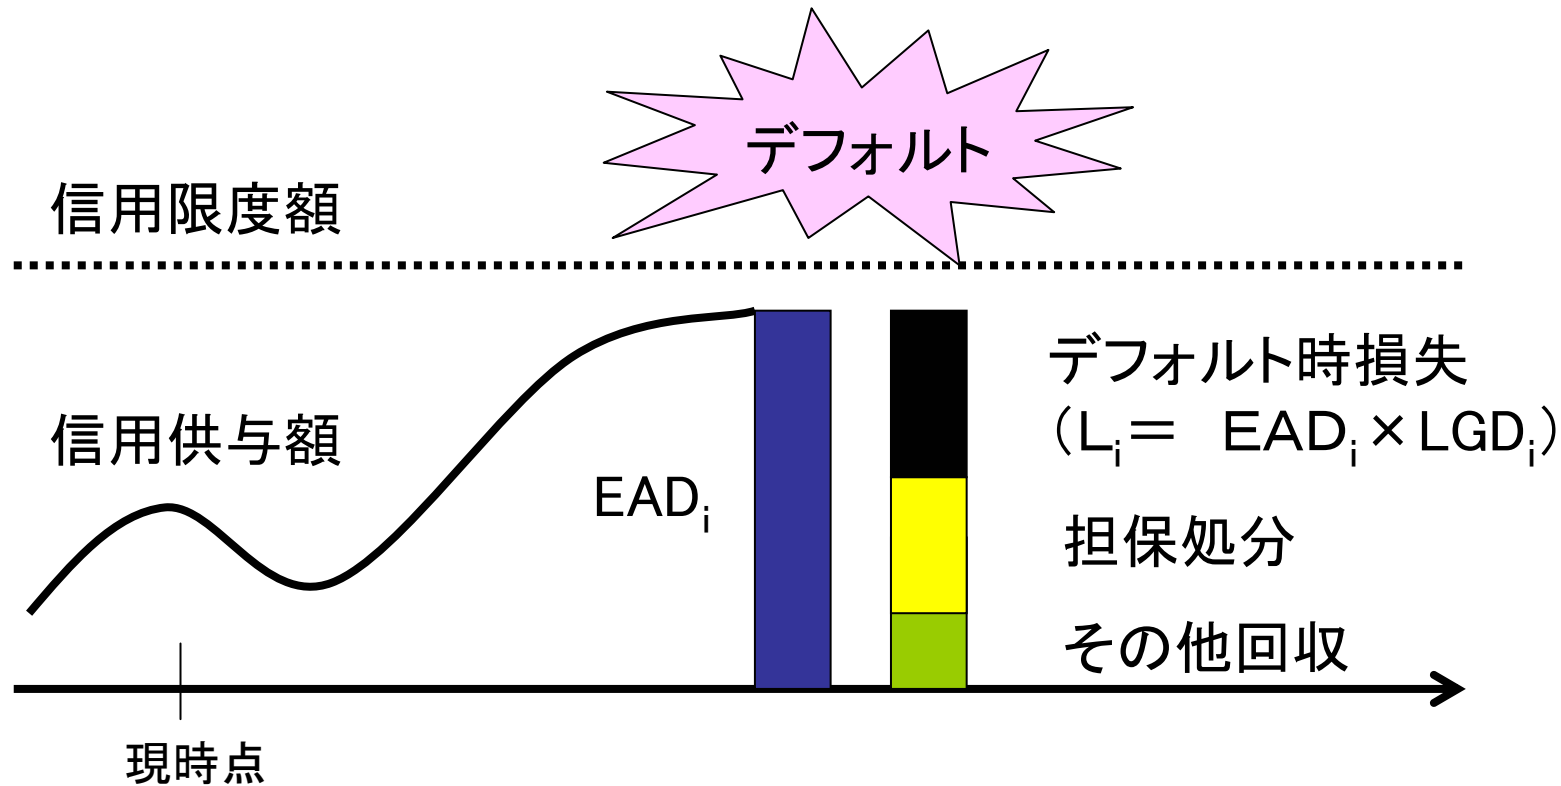 デフォルト
信用限度額
デフォルト時損失
(Li= EADi×LGDi)
信用供与額
EADi
担保処分
その他回収
現時点